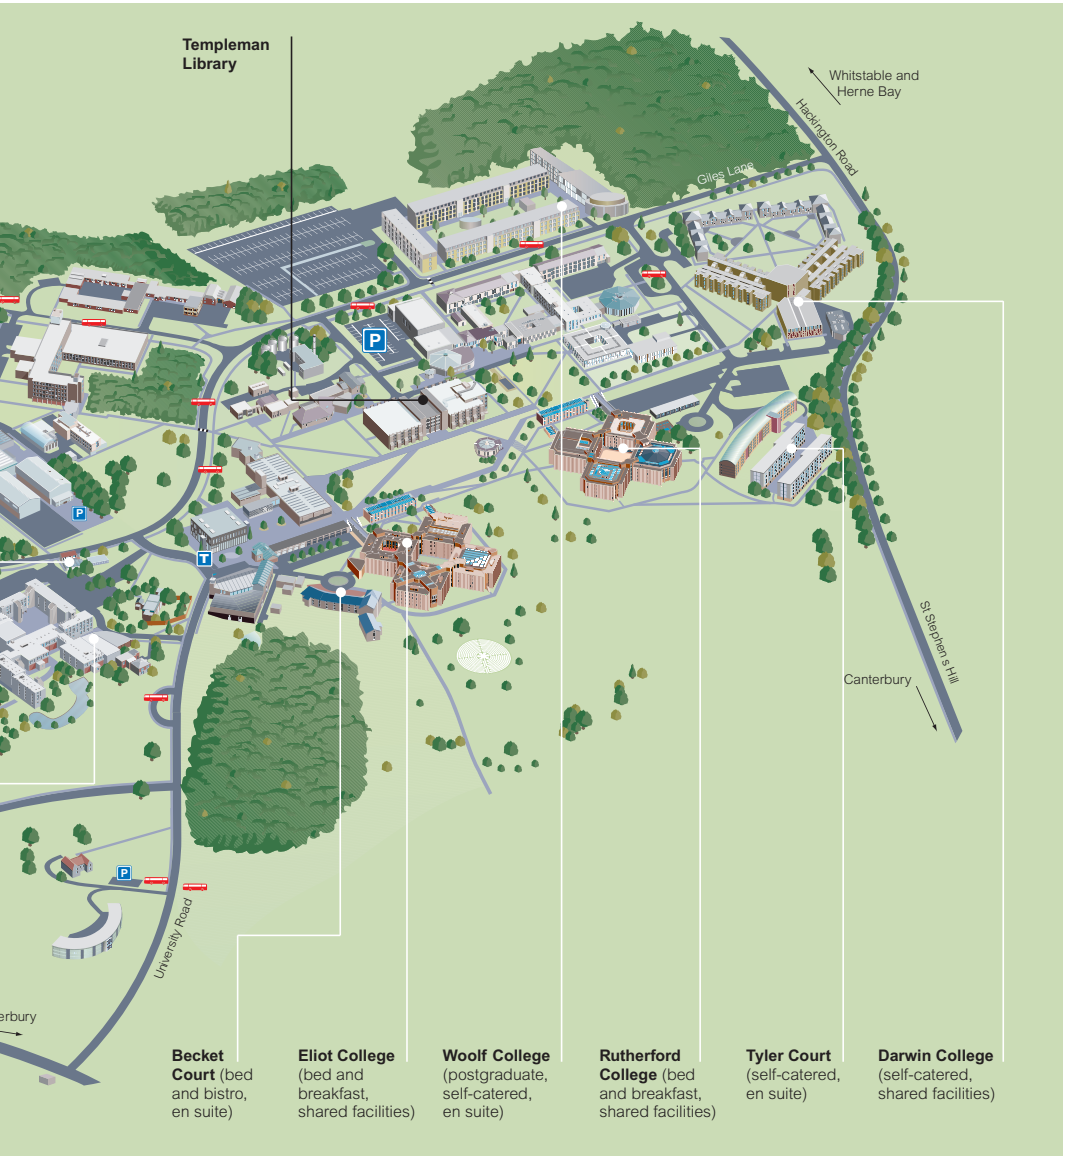 Templeman
Library
Whitstable and
Herne Bay
Hackington Road
Giles Lane
P
P
T
St Stephen s Hill
Canterbury
P
University Road
erbury
Becket
Court (bed
and bistro,
en suite)
Eliot College
(bed and
breakfast,
shared facilities)
Woolf College
(postgraduate,
self-catered,
en suite)
Rutherford
College (bed
and breakfast,
shared facilities)
Tyler Court
(self-catered,
en suite)
Darwin College
(self-catered,
shared facilities)